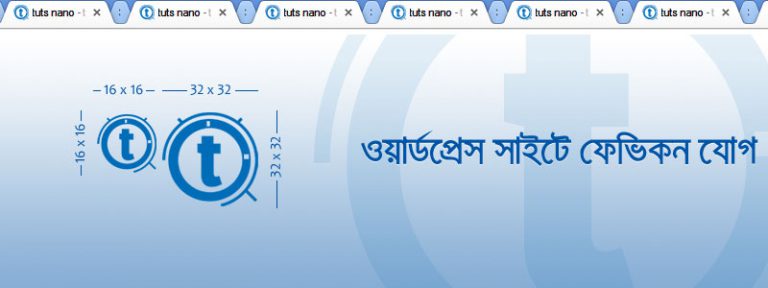 tuts nano - t tuts nano - t tuts nano - t tuts nano - t tuts nano - t tuts nano - t
16 x 16 32 x 32
16 x 16
32 x 32
t t
ওয়ার্ডপ্রেস সাইটে ফেভিকন যোগ